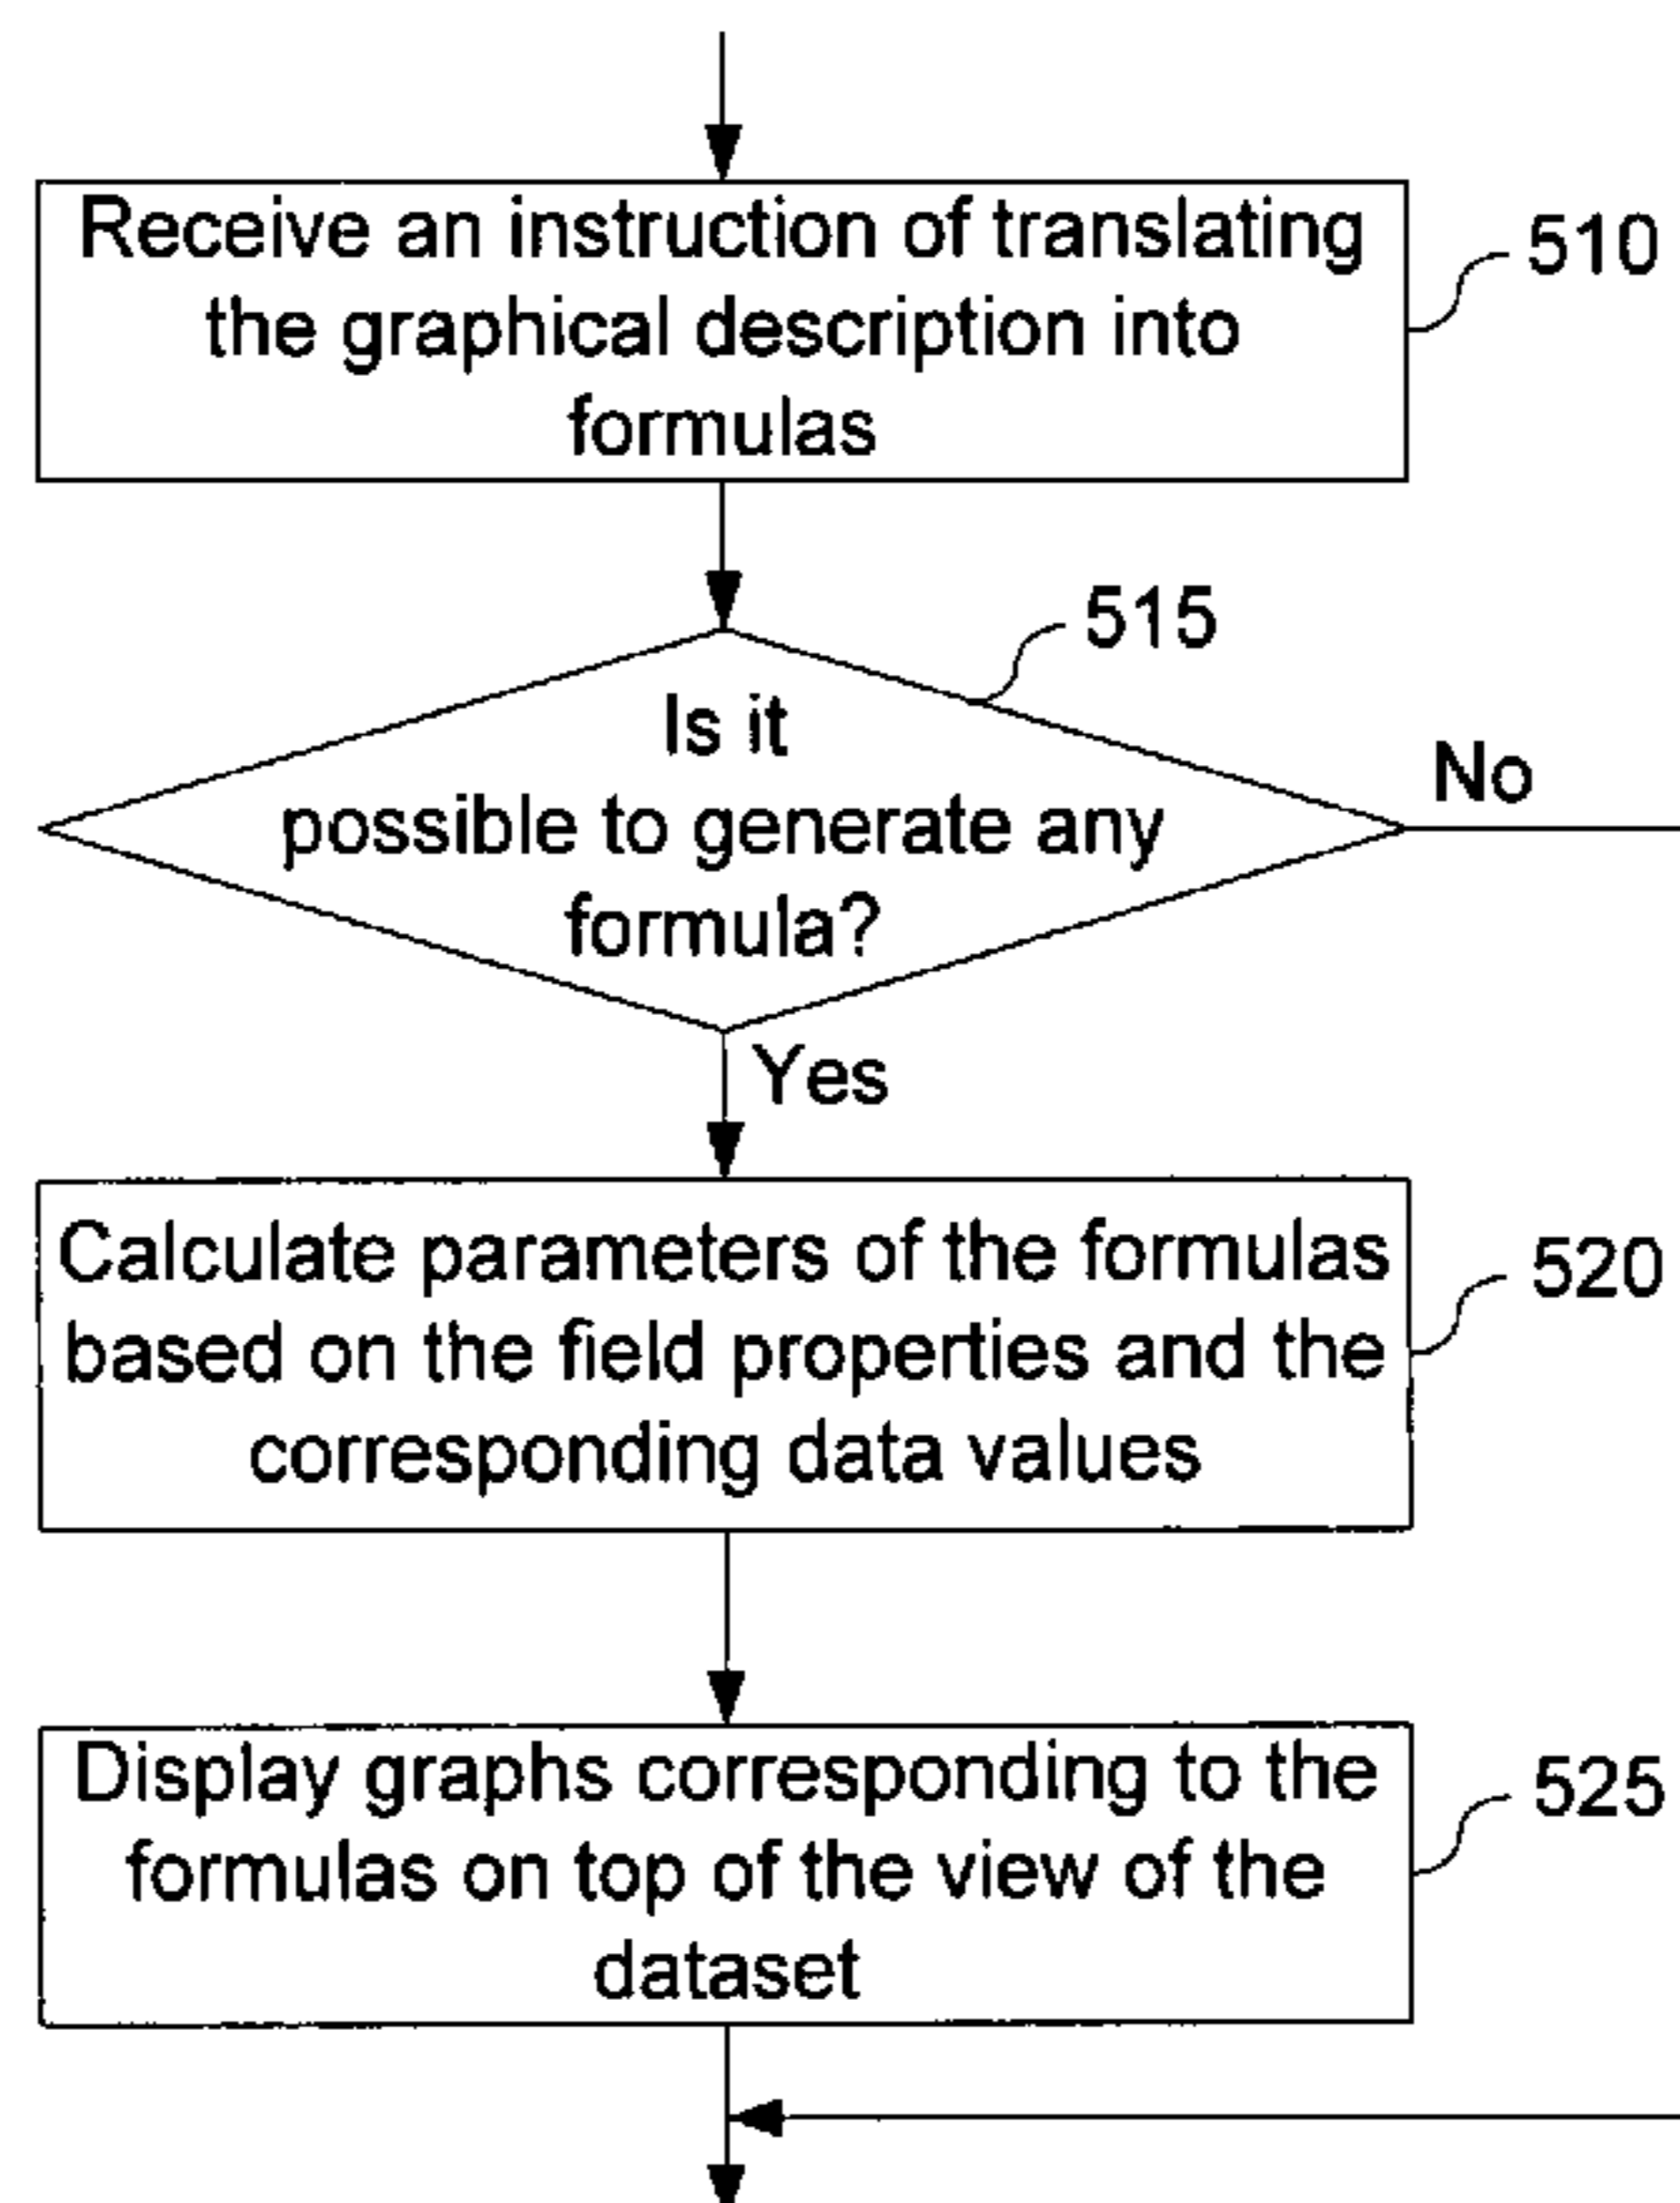 Receive an instruction of translating
the graphical description into
formulas
510
515
Is it
possible to generate any
formula?
No
Yes
Calculate parameters of the formulas
based on the field properties and the
corresponding data values
520
Display graphs corresponding to the
formulas on top of the view of the
dataset
525